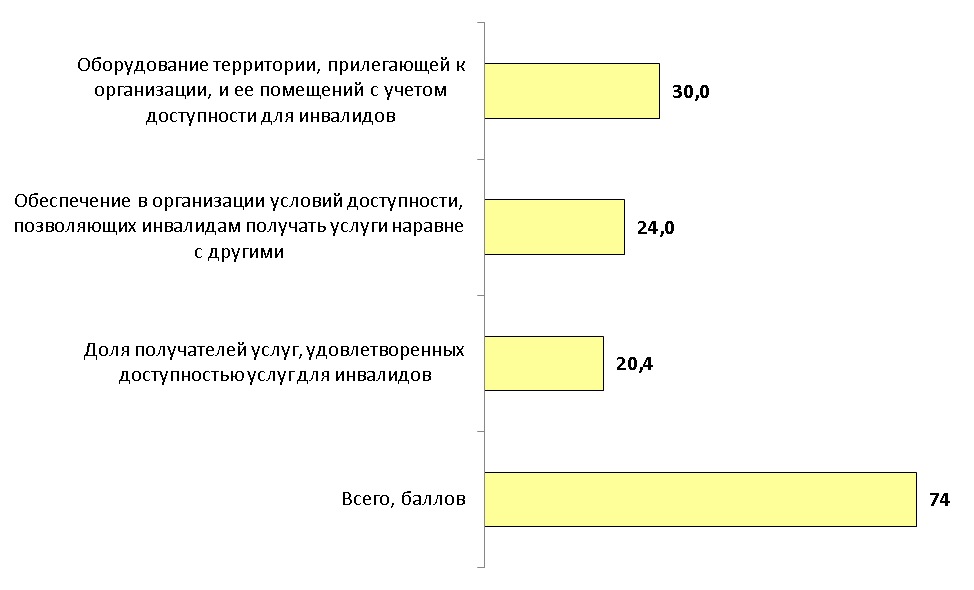 Оборудование территории, прилегающей к
организации, и ее помещений с учетом
доступности для инвалидов
30,0
Обеспечение в организации условий доступности,
позволяющих инвалидам получать услуги наравне
с другими
24,0
Доля получателей услуг, удовлетворенных
доступностью услуг для инвалидов
20,4
Всего, баллов
74